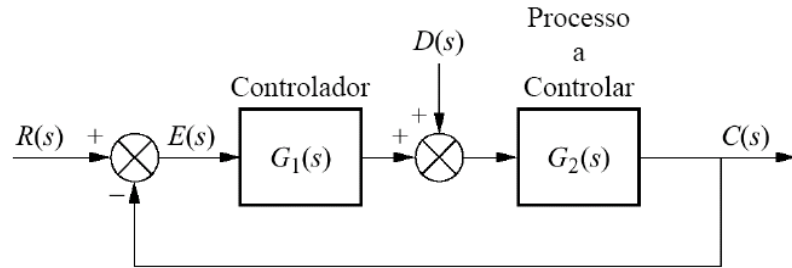 Processo
a
Controlar
D(s)
Controlador
+
R(s) + E(s) G₁(s) + G₂(s) C(s)
−